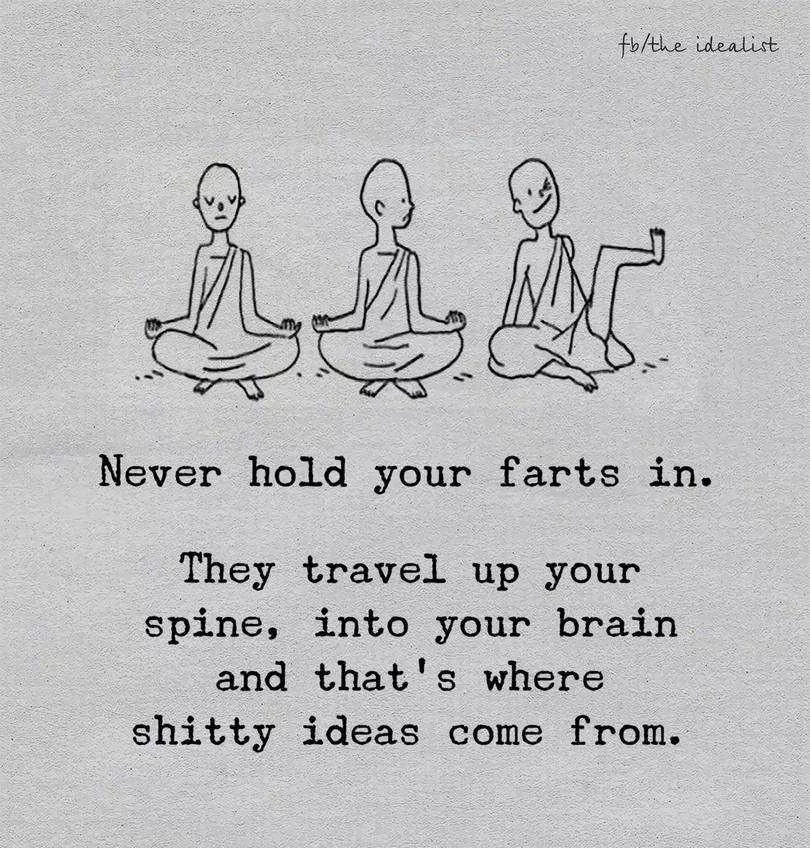 fb/the idealist
Never hold your farts in.
They travel up your
spine, into your brain
and that's where
shitty ideas come from.